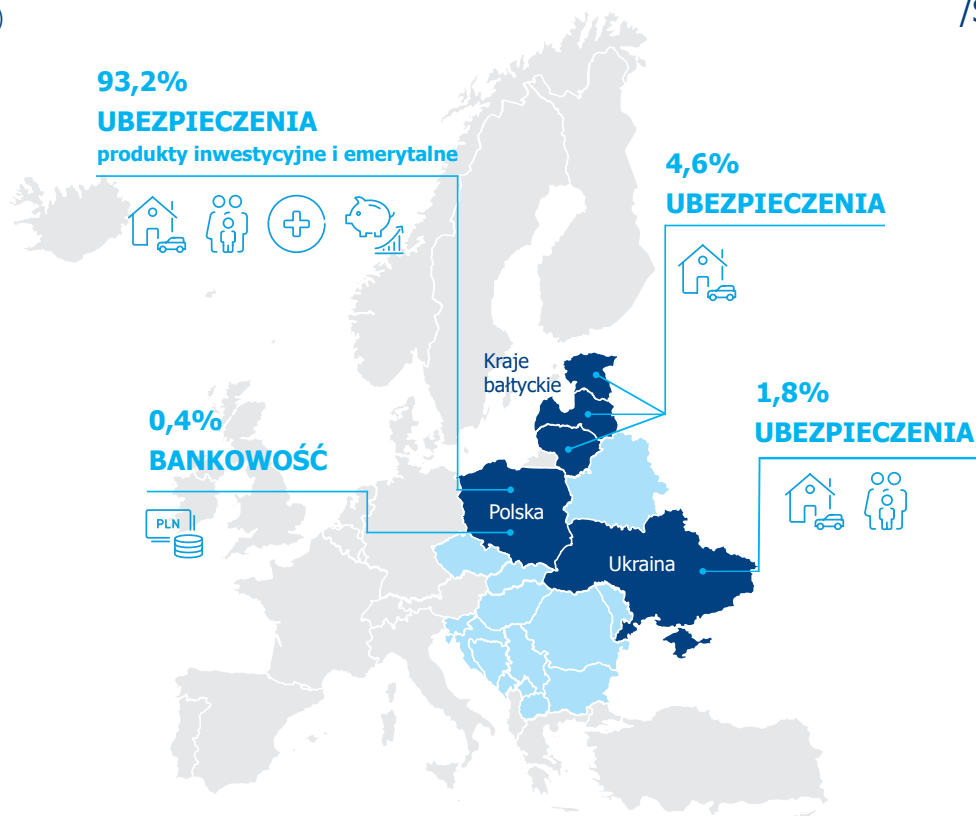 )
/S
93,2%
UBEZPIECZENIA
produkty inwestycyjne i emerytalne
4,6%
UBEZPIECZENIA
Kraje
bałtyckie
1,8%
UBEZPIECZENIA
0,4%
BANKOWOŚĆ
PLN
Polska
Ukraina